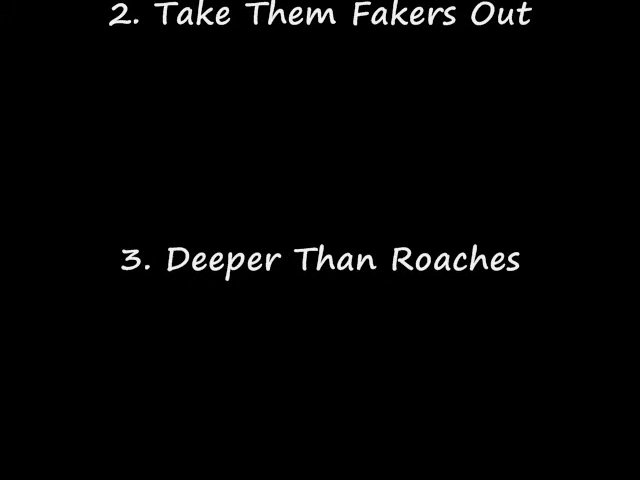 2. Take Them Fakers Out
3. Deeper Than Roaches